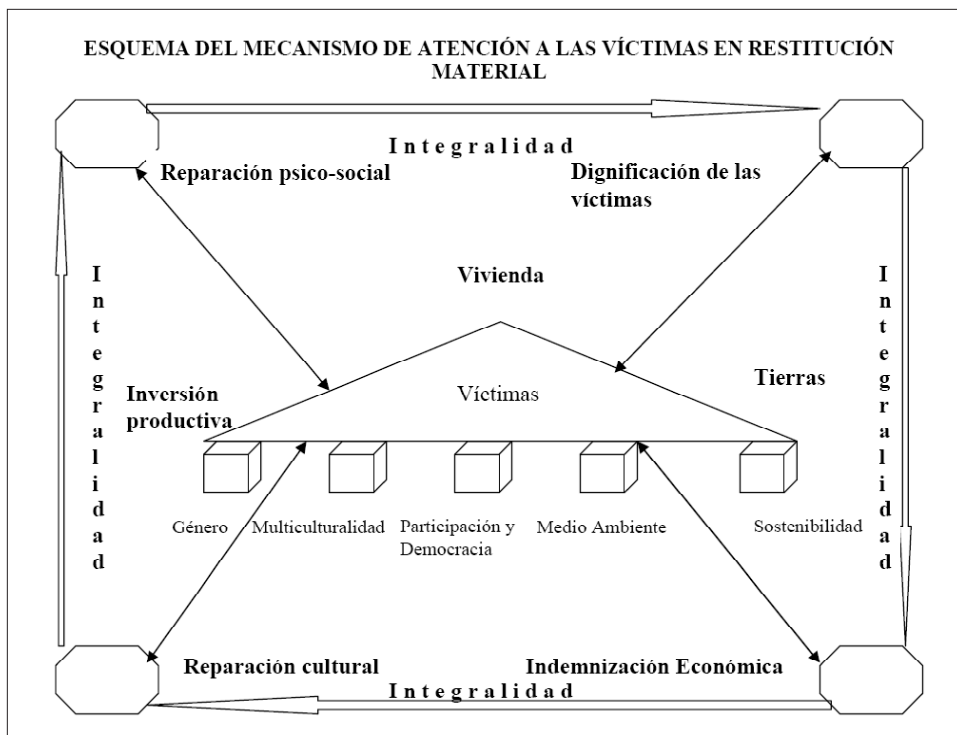 ESQUEMA DEL MECANISMO DE ATENCIÓN A LAS VÍCTIMAS EN RESTITUCIÓN
MATERIAL
Integralidad
Reparación psico-social
Dignificación de las
víctimas
Vivienda
Integralidad
Integralidad
Inversión
productiva
Víctimas
Tierras
Género
Multiculturalidad
Participación y
Democracia
Medio Ambiente
Sostenibilidad
Reparación cultural
Indemnización Económica
Integralidad